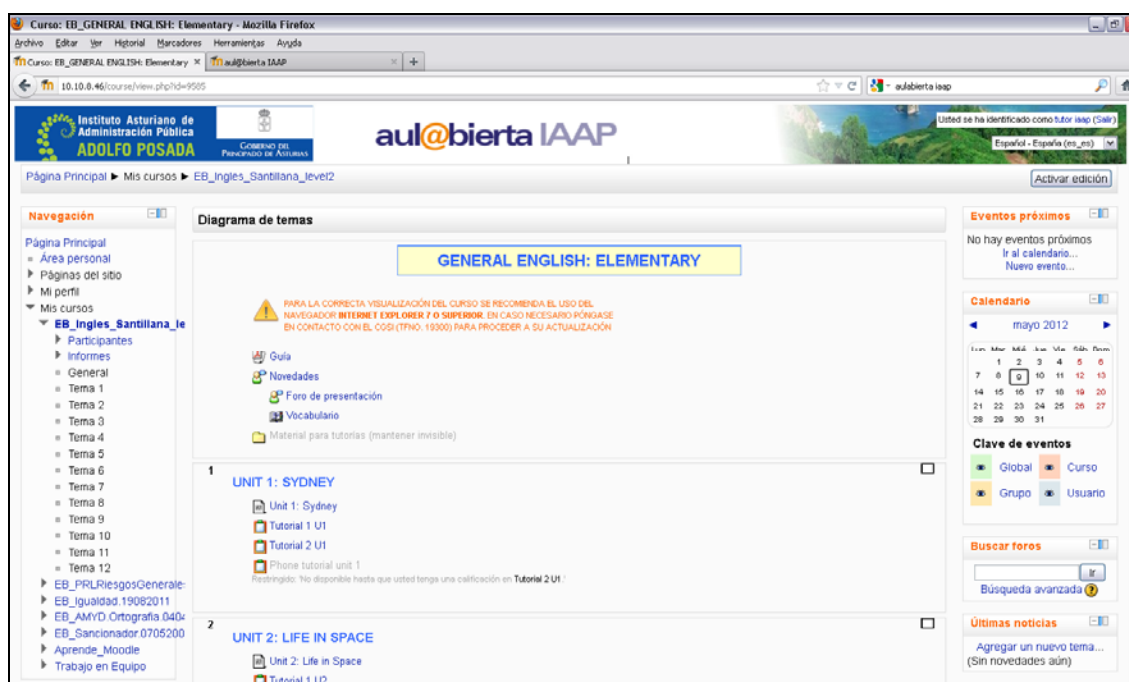 Curso: EB_GENERAL ENGLISH: Elementary - Mozilla Firefox
Archivo Editar Ver Historial Marcadores Herramientas Ayuda
Curso: EB_GENERAL ENGLISH: Elementary
aul@bierta IAAP
10.10.8.46/course/view.php?id=9585
aulabierta iaap
Instituto Asturiano de
Administración Pública
ADOLFO POSADA
GOBIERNO DEL
PRINCIPADO DE ASTURIAS
aul@bierta IAAP
Usted se ha identificado como tutor iaap (Salir)
Español - España (es_es)
Página Principal ► Mis cursos ► EB_Ingles_Santillana_level2
Activar edición
Navegación
Página Principal
Área personal
Páginas del sitio
Mi perfil
Mis cursos
EB_Ingles_Santillana_le
Participantes
Informes
General
Tema 1
Tema 2
Tema 3
Tema 4
Tema 5
Tema 6
Tema 7
Tema 8
Tema 9
Tema 10
Tema 11
Tema 12
EB_PRLRiesgosGenerale
EB_Igualdad.19082011
EB_AMYD.Ortografia.040
EB_Sancionador.0705200
Aprende_Moodle
Trabajo en Equipo
Diagrama de temas
GENERAL ENGLISH: ELEMENTARY
PARA LA CORRECTA VISUALIZACIÓN DEL CURSO SE RECOMIENDA EL USO DEL
NAVEGADOR INTERNET EXPLORER 7 O SUPERIOR. EN CASO NECESARIO PÓNGASE
EN CONTACTO CON EL COSI (TFNO. 19300) PARA PROCEDER A SU ACTUALIZACIÓN
Guía
Novedades
Foro de presentación
Vocabulario
Material para tutorias (mantener invisible)
1
UNIT 1: SYDNEY
Unit 1: Sydney
Tutorial 1 U1
Tutorial 2 U1
Phone tutorial unit 1
Restringido: 'No disponible hasta que usted tenga una calificación en Tutorial 2 U1.'
2
UNIT 2: LIFE IN SPACE
Unit 2: Life in Space
Tutorial 1 U2
Eventos próximos
No hay eventos próximos
Ir al calendario...
Nuevo evento...
Calendario
◄ mayo 2012 ►
Lun Mar Mié Jue Vie Sáb Dom
1 2 3 4 5 6
7 8 9 10 11 12 13
14 15 16 17 18 19 20
21 22 23 24 25 26 27
28 29 30 31
Clave de eventos
Global Curso
Grupo Usuario
Buscar foros
Ir
Búsqueda avanzada
Últimas noticias
Agregar un nuevo tema...
(Sin novedades aún)